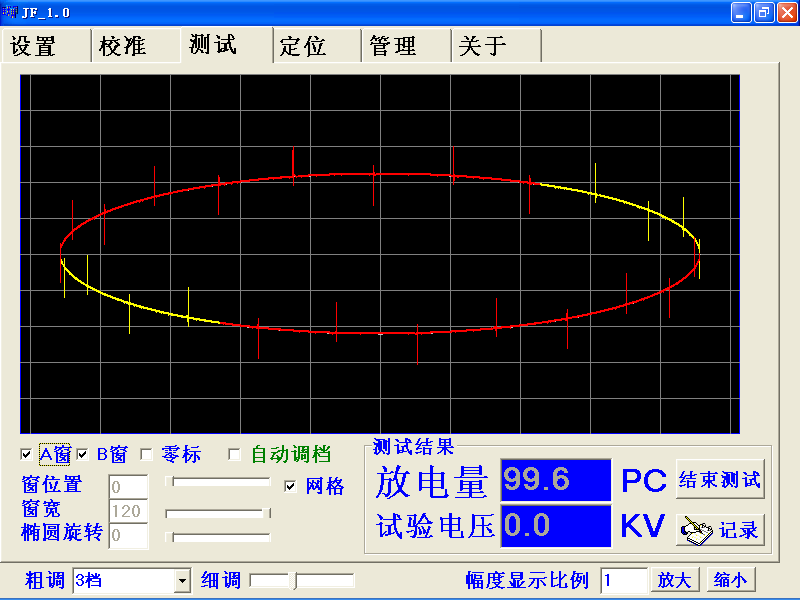 JF_1.0
设置 校准 测试 定位 管理 关于
A窗 B窗 零标 自动调档
窗位置 0
网格
窗宽 120
椭圆旋转 0
测试结果
放电量 99.6 PC 结束测试
试验电压 0.0 KV 记录
粗调 3档 细调 幅度显示比例 1 放大 缩小